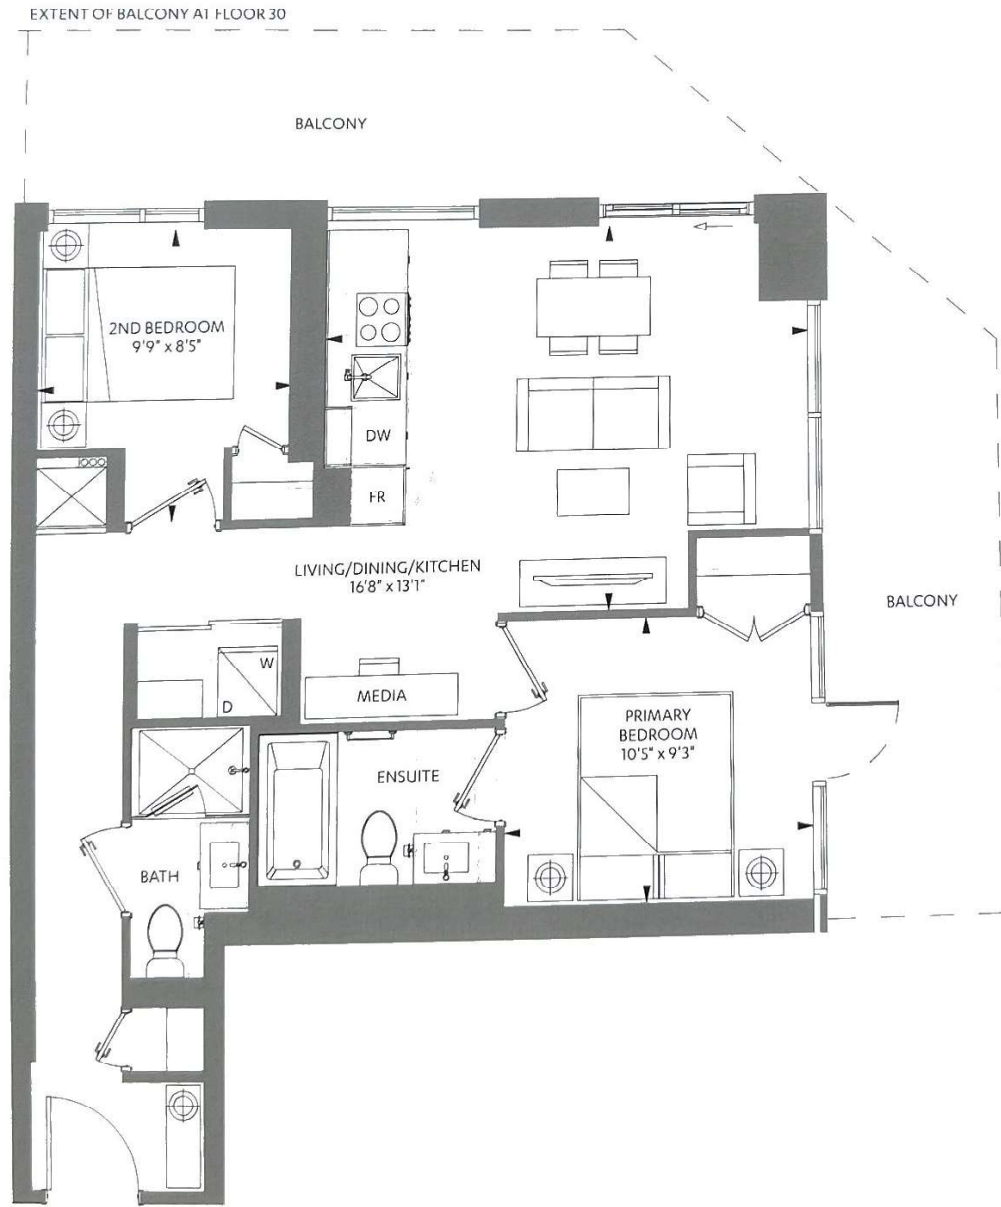 EXTENT OF BALCONY AT FLOOR 30
BALCONY
2ND BEDROOM
9'9" x 8'5"
DW
FR
LIVING/DINING/KITCHEN
16'8" x 13'1"
BALCONY
W
D
MEDIA
PRIMARY
BEDROOM
10'5" x 9'3"
ENSUITE
BATH